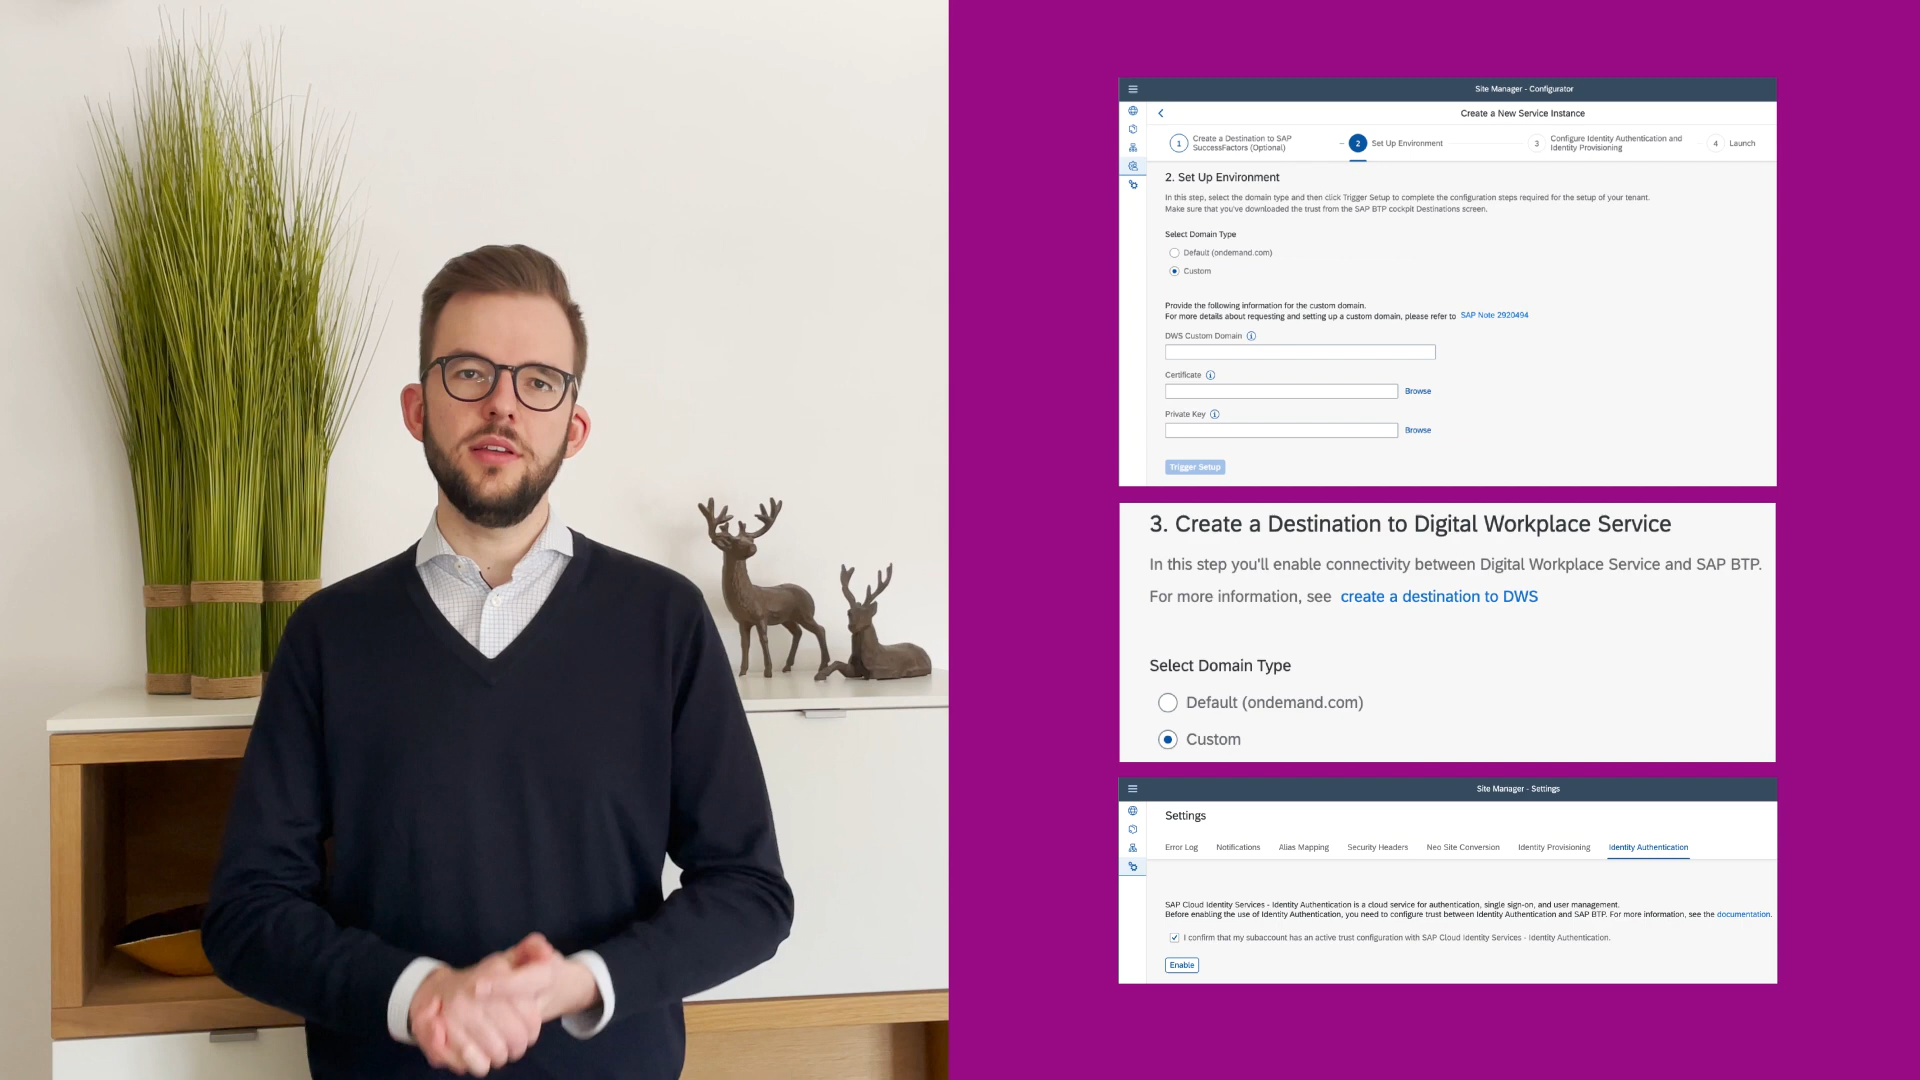 Site Manager - Configurator
Create a New Service Instance
1 Create a Destination to SAP SuccessFactors (Optional)
2 Set Up Environment
3 Configure Identity Authentication and Identity Provisioning
4 Launch
2. Set Up Environment
In this step, select the domain type and then click Trigger Setup to complete the configuration steps required for the setup of your tenant.
Make sure that you've downloaded the trust from the SAP BTP cockpit Destinations screen.
Select Domain Type
Default (ondemand.com)
Custom
Provide the following information for the custom domain.
For more details about requesting and setting up a custom domain, please refer to SAP Note 2920494
DWS Custom Domain
Certificate
Browse
Private Key
Browse
Trigger Setup
3. Create a Destination to Digital Workplace Service
In this step you'll enable connectivity between Digital Workplace Service and SAP BTP.
For more information, see create a destination to DWS
Select Domain Type
Default (ondemand.com)
Custom
Site Manager - Settings
Settings
Error Log Notifications Alias Mapping Security Headers Neo Site Conversion Identity Provisioning Identity Authentication
SAP Cloud Identity Services - Identity Authentication is a cloud service for authentication, single sign-on, and user management.
Before enabling the use of Identity Authentication, you need to configure trust between Identity Authentication and SAP BTP. For more information, see the documentation.
I confirm that my subaccount has an active trust configuration with SAP Cloud Identity Services - Identity Authentication.
Enable